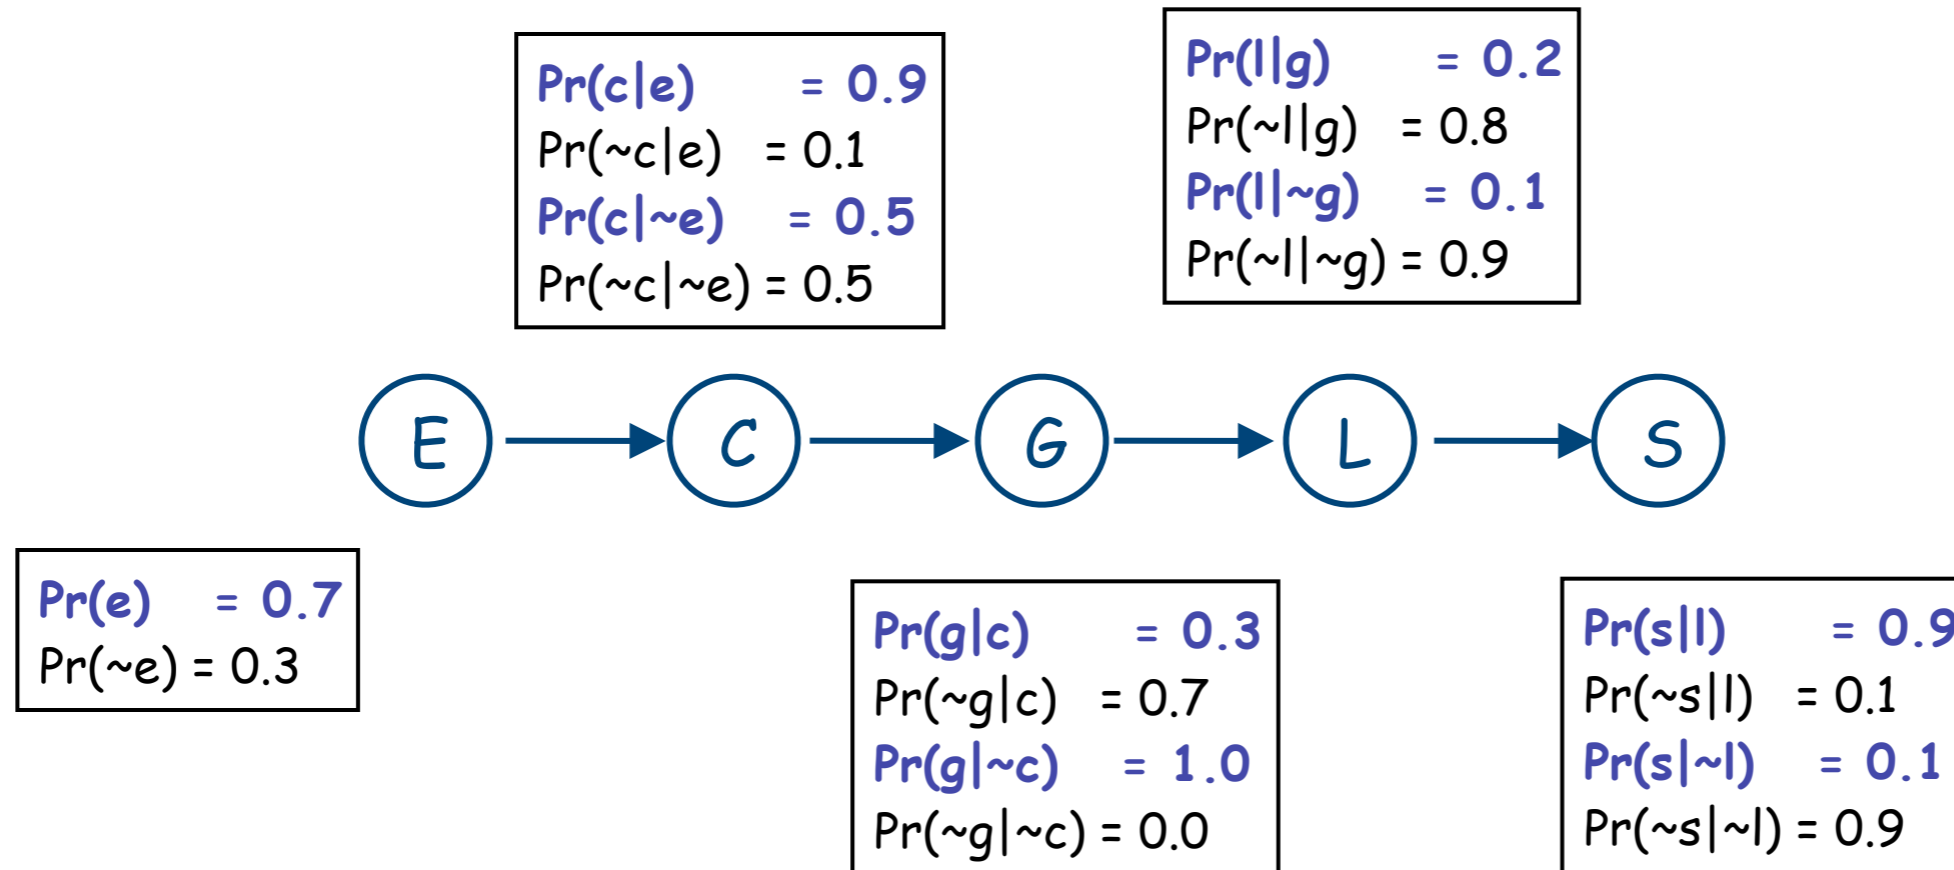 Pr(c|e) = 0.9
Pr(~c|e) = 0.1
Pr(c|~e) = 0.5
Pr(~c|~e) = 0.5
Pr(l|g) = 0.2
Pr(~l|g) = 0.8
Pr(l|~g) = 0.1
Pr(~l|~g) = 0.9
E
C
G
L
S
Pr(e) = 0.7
Pr(~e) = 0.3
Pr(g|c) = 0.3
Pr(~g|c) = 0.7
Pr(g|~c) = 1.0
Pr(~g|~c) = 0.0
Pr(s|l) = 0.9
Pr(~s|l) = 0.1
Pr(s|~l) = 0.1
Pr(~s|~l) = 0.9